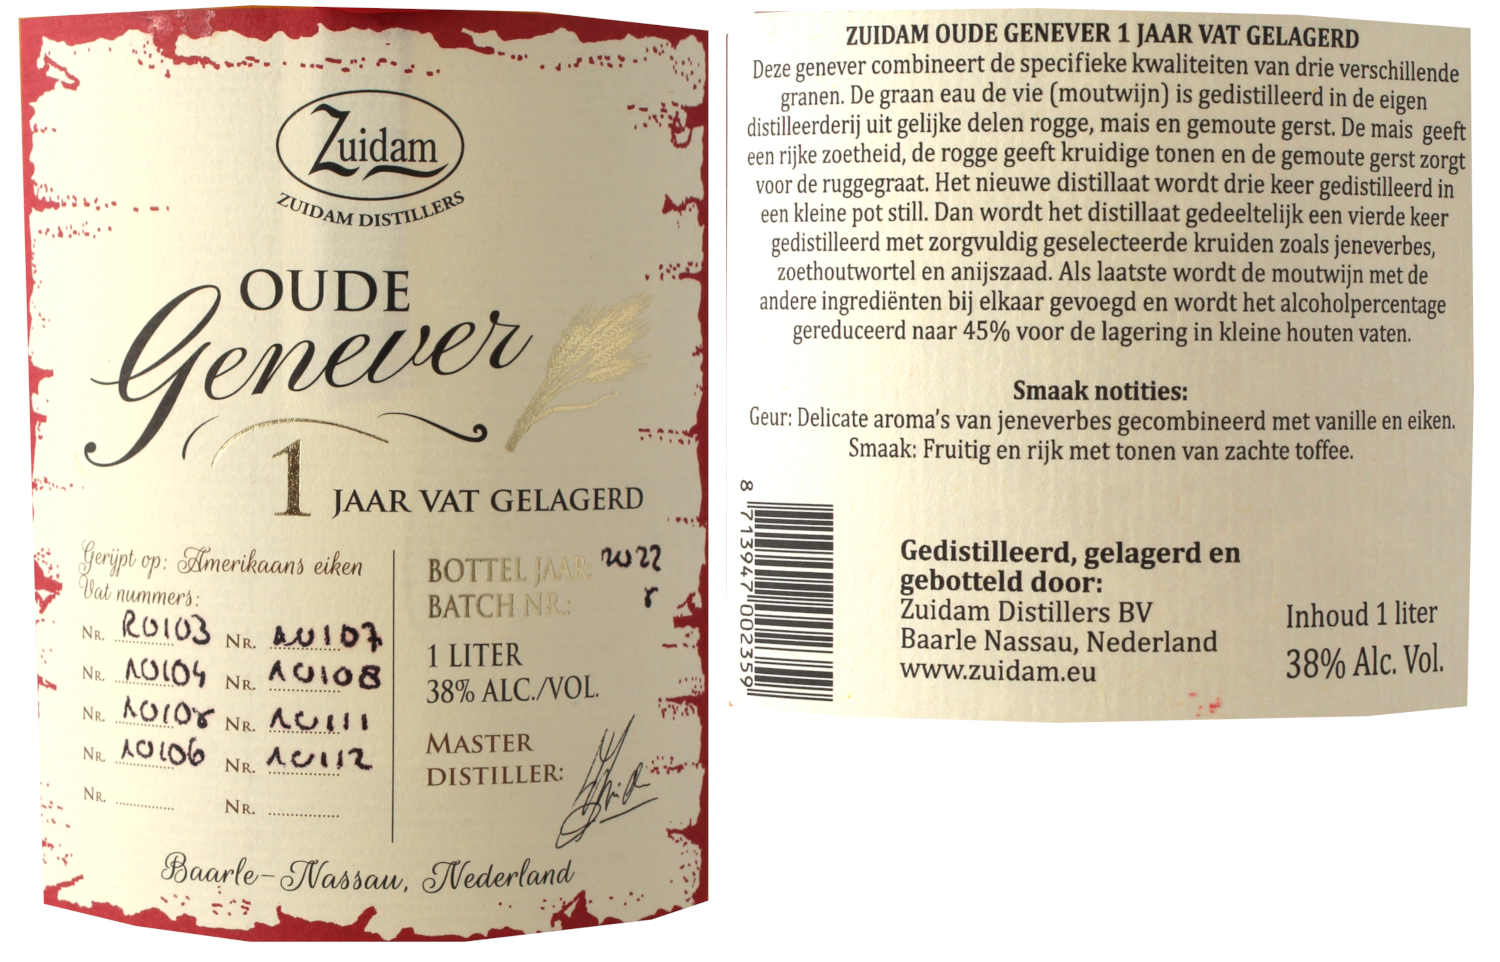 Zuidam
ZUIDAM DISTILLERS
OUDE
Genever
1 JAAR VAT GELAGERD
Gerijpt op: Amerikaans eiken
Vat nummers:
NR. NR. 10107
NR. 10104 NR. 10108
NR. NR. 10111
NR. 10106 NR. 10112
NR. NR.
BOTTEL JAAR: 2022
BATCH NR.:
1 LITER
38% ALC./VOL.
MASTER
DISTILLER:
Baarle-Nassau, Nederland
ZUIDAM OUDE GENEVER 1 JAAR VAT GELAGERD
Deze genever combineert de specifieke kwaliteiten van drie verschillende
granen. De graan eau de vie (moutwijn) is gedistilleerd in de eigen
distilleerderij uit gelijke delen rogge, mais en gemoute gerst. De mais geeft
een rijke zoetheid, de rogge geeft kruidige tonen en de gemoute gerst zorgt
voor de ruggegraat. Het nieuwe distillaat wordt drie keer gedistilleerd in
een kleine pot still. Dan wordt het distillaat gedeeltelijk een vierde keer
gedistilleerd met zorgvuldig geselecteerde kruiden zoals jeneverbes,
zoethoutwortel en anijszaad. Als laatste wordt de moutwijn met de
andere ingrediënten bij elkaar gevoegd en wordt het alcoholpercentage
gereduceerd naar 45% voor de lagering in kleine houten vaten.
Smaak notities:
Geur: Delicate aroma's van jeneverbes gecombineerd met vanille en eiken.
Smaak: Fruitig en rijk met tonen van zachte toffee.
8 713947 002359
Gedistilleerd, gelagerd en
gebotteld door:
Zuidam Distillers BV
Baarle Nassau, Nederland
www.zuidam.eu
Inhoud 1 liter
38% Alc. Vol.